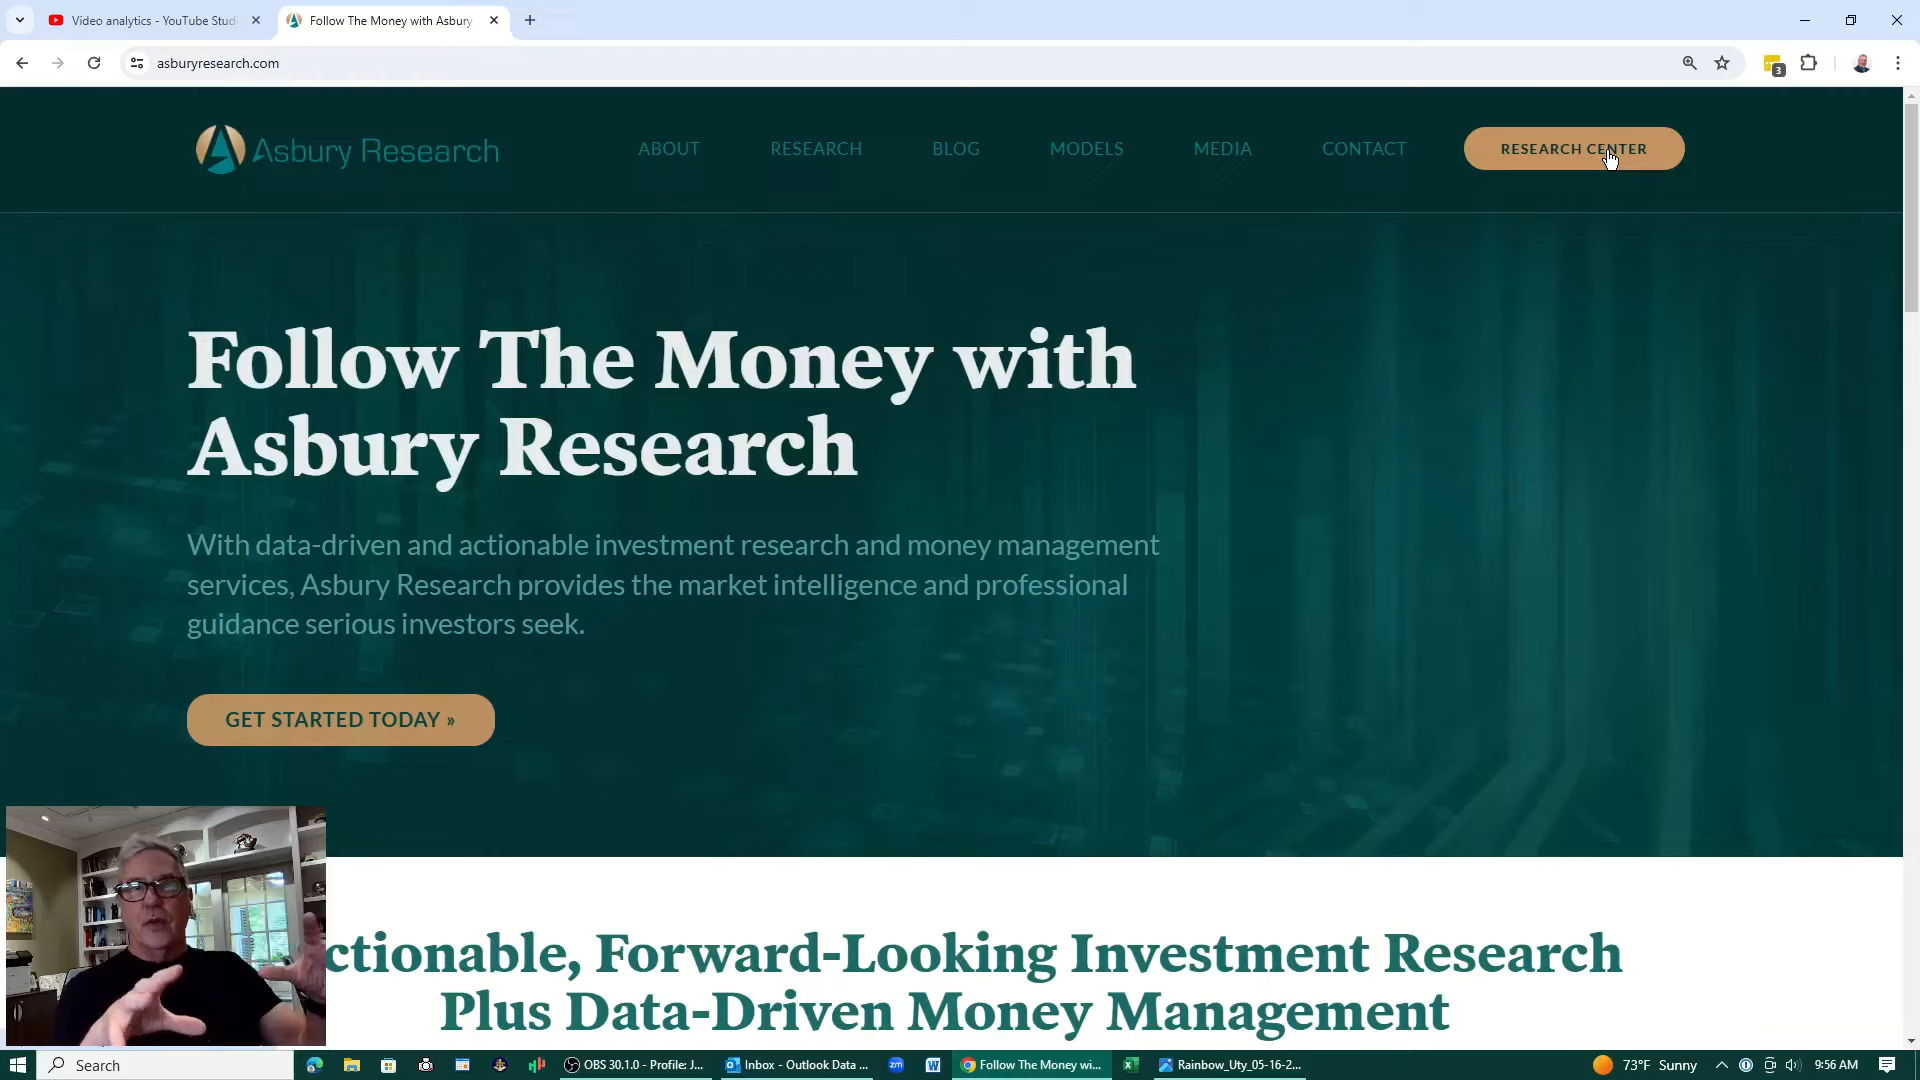 Video analytics - YouTube Stud
Follow The Money with Asbury
asburyresearch.com
3
Asbury Research
ABOUT
RESEARCH
BLOG
MODELS
MEDIA
CONTACT
RESEARCH CENTER
Follow The Money with
Asbury Research
With data-driven and actionable investment research and money management
services, Asbury Research provides the market intelligence and professional
guidance serious investors seek.
GET STARTED TODAY »
ctionable, Forward-Looking Investment Research
Plus Data-Driven Money Management
Search
OBS 30.1.0 - Profile: J...
Inbox - Outlook Data ...
zm
Follow The Money wi...
Rainbow_Uty_05-16-2...
73°F Sunny
9:56 AM